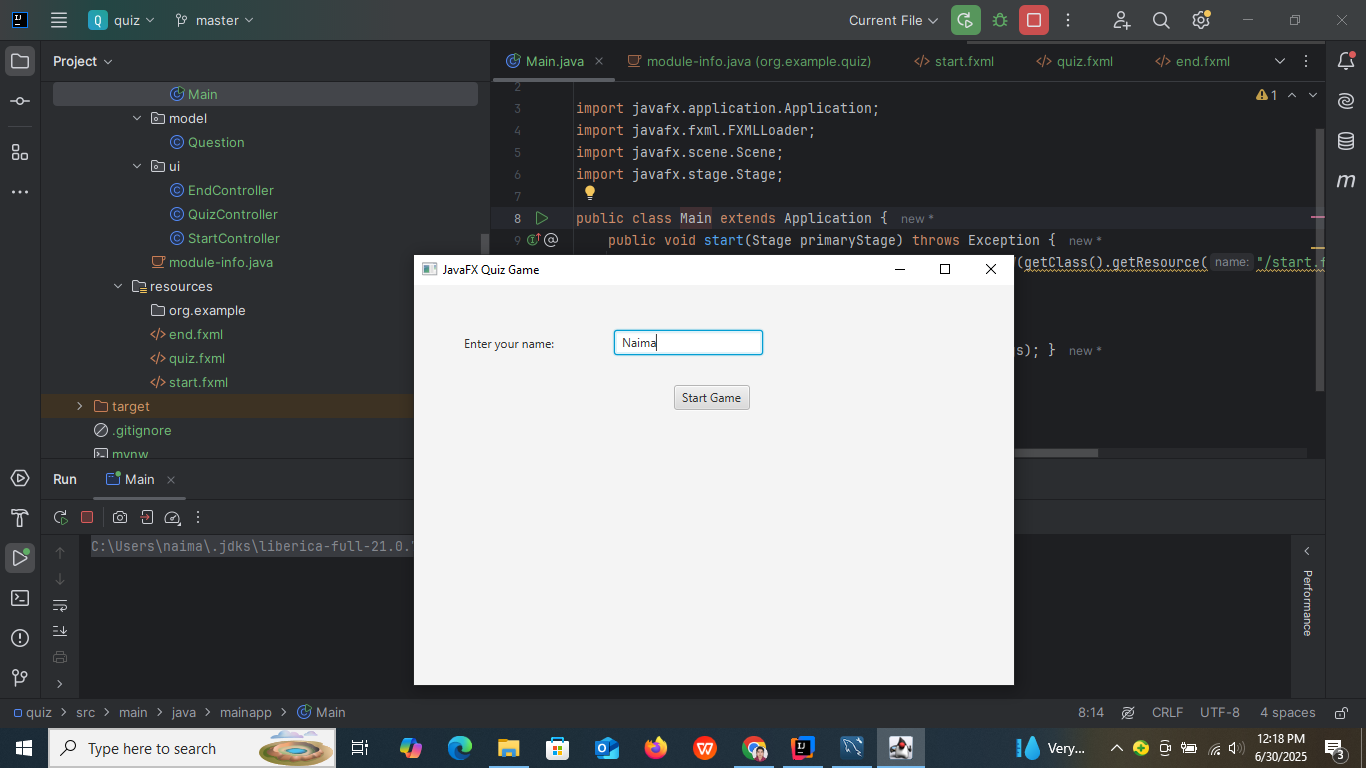 quiz
master
Current File
Project
Main
model
Question
ui
EndController
QuizController
StartController
module-info.java
resources
org.example
end.fxml
quiz.fxml
start.fxml
target
.gitignore
mvnw
Main.java
module-info.java (org.example.quiz)
start.fxml
quiz.fxml
end.fxml
1
2
3 import javafx.application.Application;
4 import javafx.fxml.FXMLLoader;
5 import javafx.scene.Scene;
6 import javafx.stage.Stage;
7
8 public class Main extends Application { new *
9 public void start(Stage primaryStage) throws Exception { new *
(getClass().getResource( name: "/start.f
s); } new *
JavaFX Quiz Game
Enter your name:
Naima
Start Game
Run
Main
C:\Users\naima\.jdks\liberica-full-21.0.
Performance
quiz > src > main > java > mainapp > Main
8:14
CRLF
UTF-8
4 spaces
Type here to search
Very...
12:18 PM
6/30/2025
3